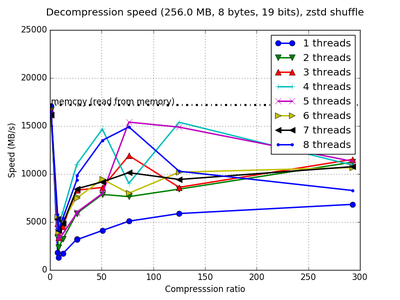 Decompression speed (256.0 MB, 8 bytes, 19 bits), zstd shuffle
25000
20000
15000
10000
5000
0
Speed (MB/s)
memcpy (read from memory)
1 threads
2 threads
3 threads
4 threads
5 threads
6 threads
7 threads
8 threads
0
50
100
150
200
250
300
Compresssion ratio